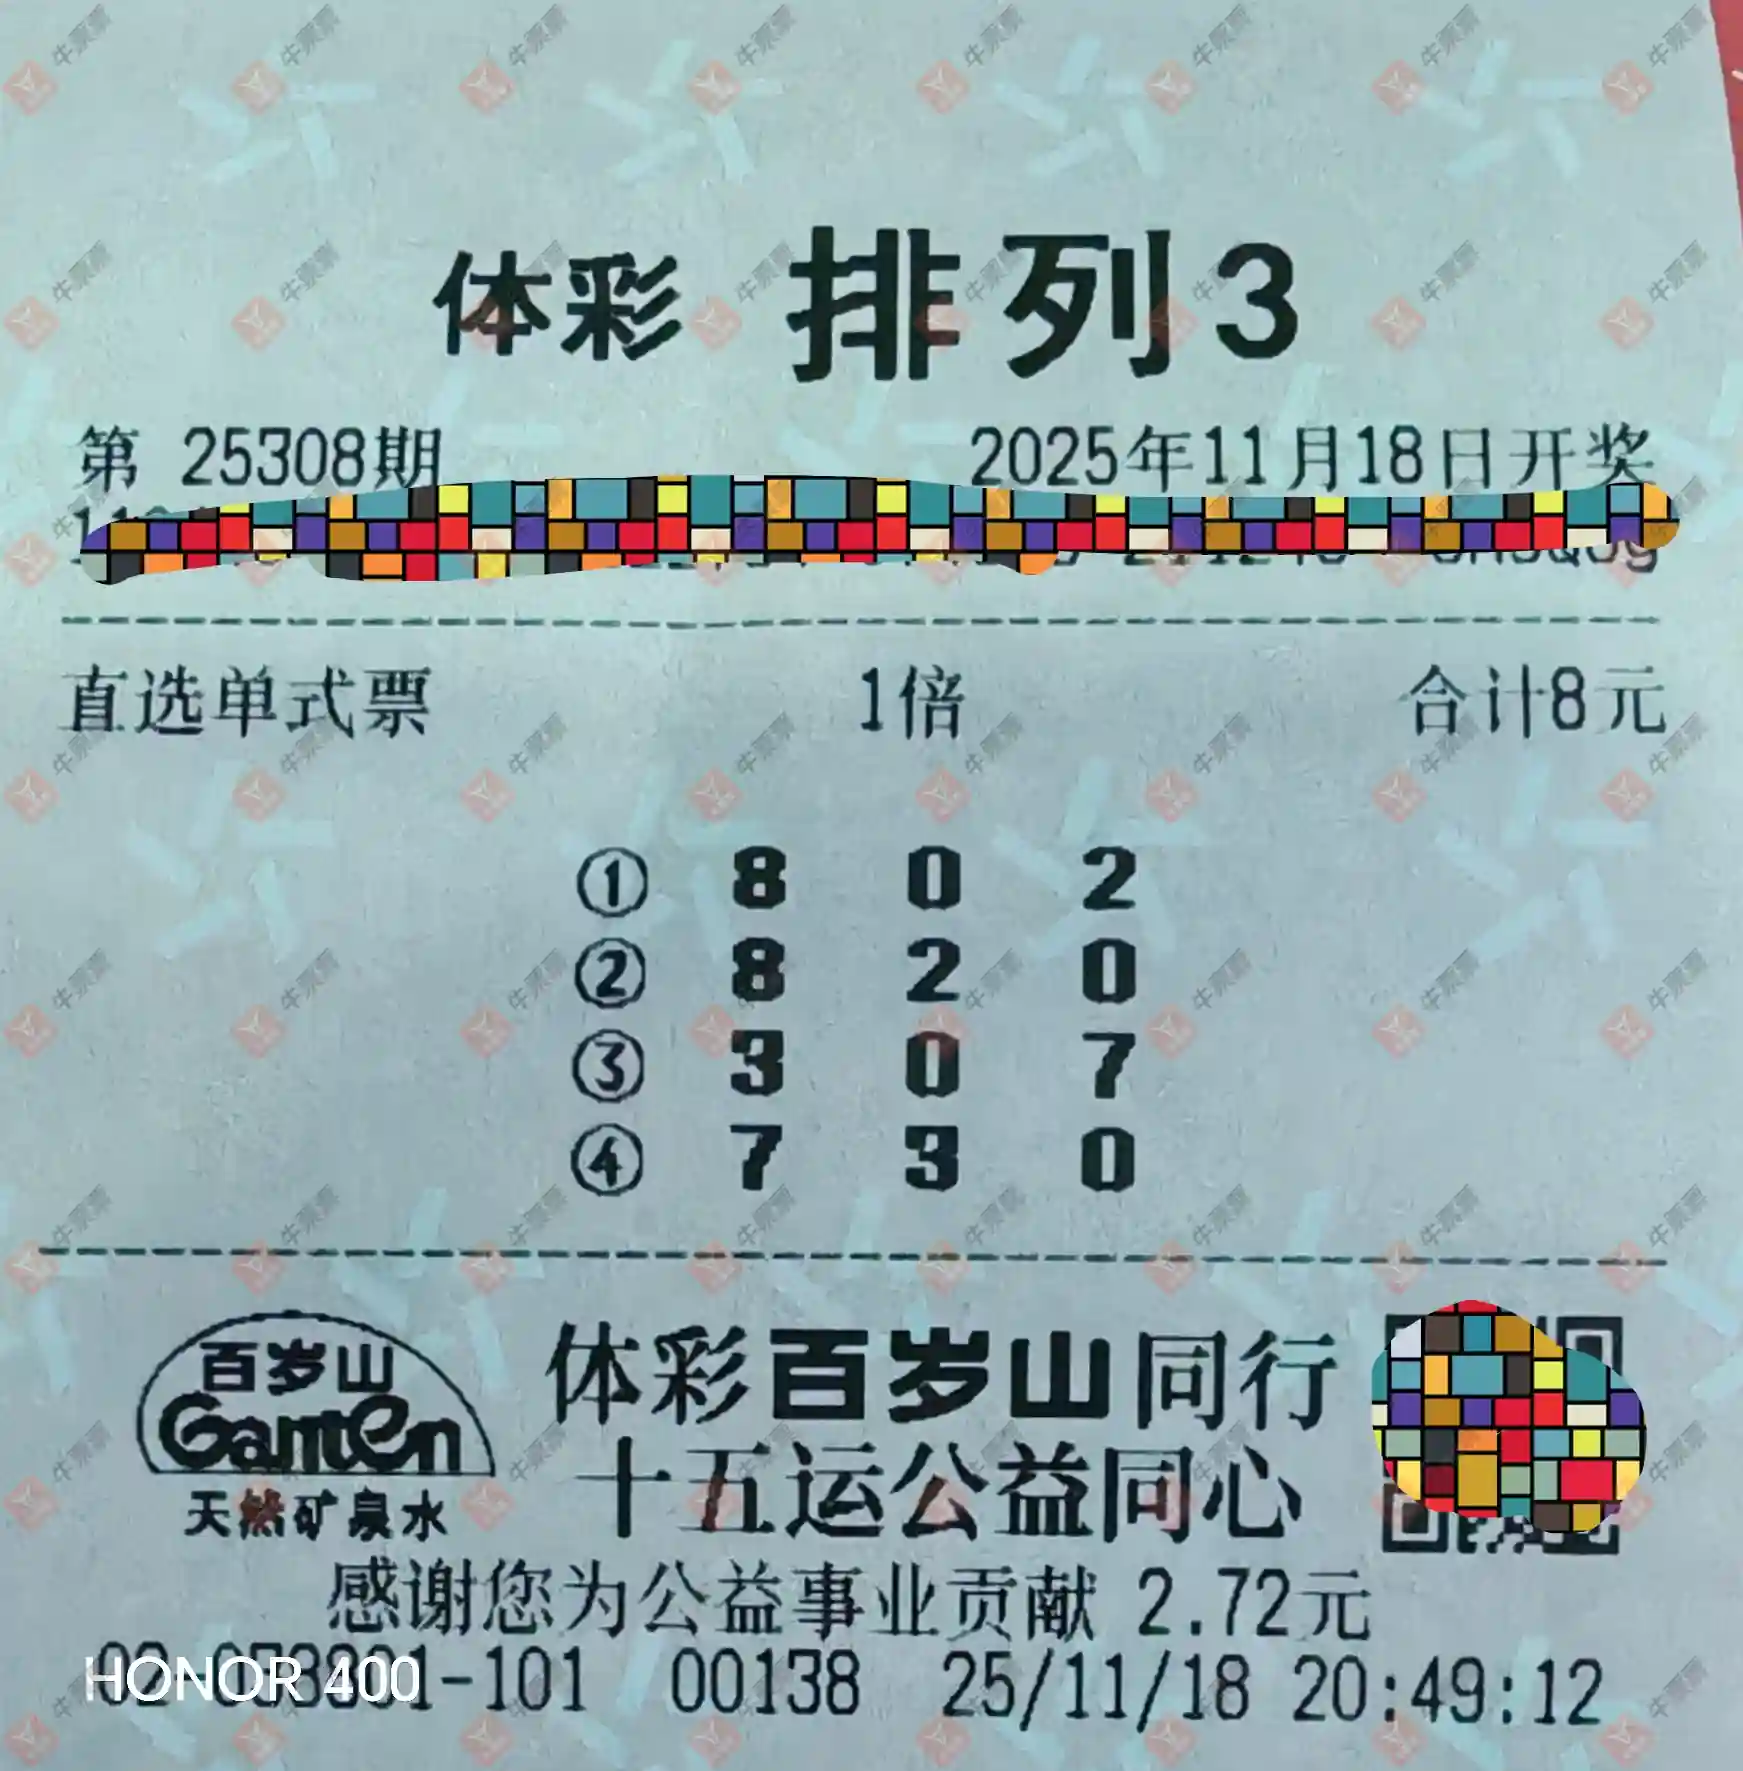 体彩 排列3
第 25308期 2025年11月18日开奖
直选单式票 1倍 合计8元
① 8 0 2
② 8 2 0
③ 3 0 7
④ 7 3 0
百岁山
Ganten
天然矿泉水
体彩百岁山同行
十五运公益同心
感谢您为公益事业贡献 2.72元
-101 00138 25/11/18 20:49:12
HONOR 400
牛票票